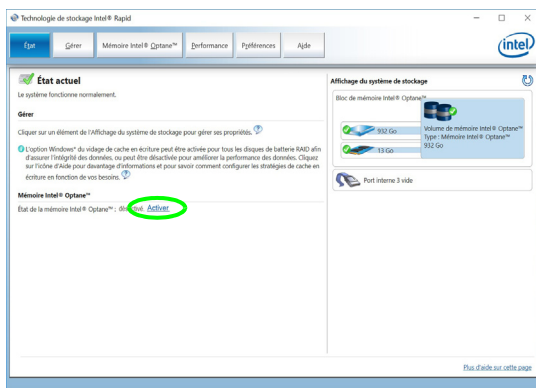 Technologie de stockage Intel® Rapid
État
Gérer
Mémoire Intel® Optane™
Performance
Préférences
Aide
intel
État actuel
Le système fonctionne normalement.
Gérer
Cliquer sur un élément de l'Affichage du système de stockage pour gérer ses propriétés.
L'option Windows* du vidage de cache en écriture peut être activée pour tous les disques de batterie RAID afin
d'assurer l'intégrité des données, ou peut être désactivée pour améliorer la performance des données. Cliquez
sur l'icône d'Aide pour davantage d'informations et pour savoir comment configurer les stratégies de cache en
écriture en fonction de vos besoins.
Mémoire Intel® Optane™
État de la mémoire Intel® Optane™ : désactivé. Activer
Affichage du système de stockage
Bloc de mémoire Intel® Optane™
932 Go
13 Go
Volume de mémoire Intel® Optane™
Type : Mémoire Intel® Optane™
932 Go
Port interne 3 vide
Plus d'aide sur cette page